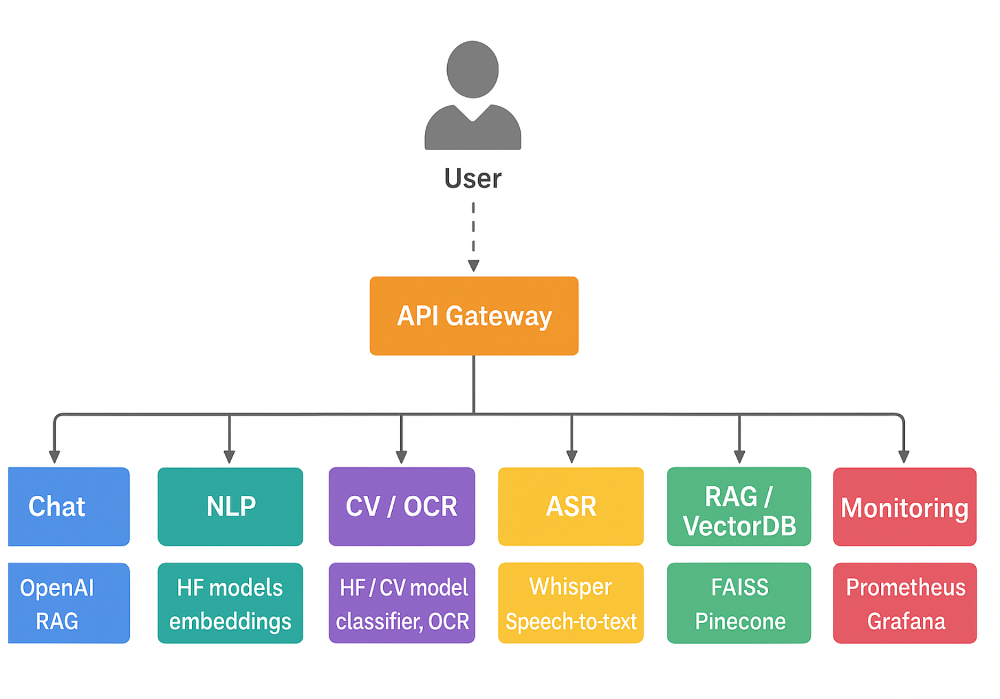 User
API Gateway
Chat
NLP
CV / OCR
ASR
RAG /
VectorDB
Monitoring
OpenAI
RAG
HF models
embeddings
HF / CV model
classifier, OCR
Whisper
Speech-to-text
FAISS
Pinecone
Prometheus
Grafana